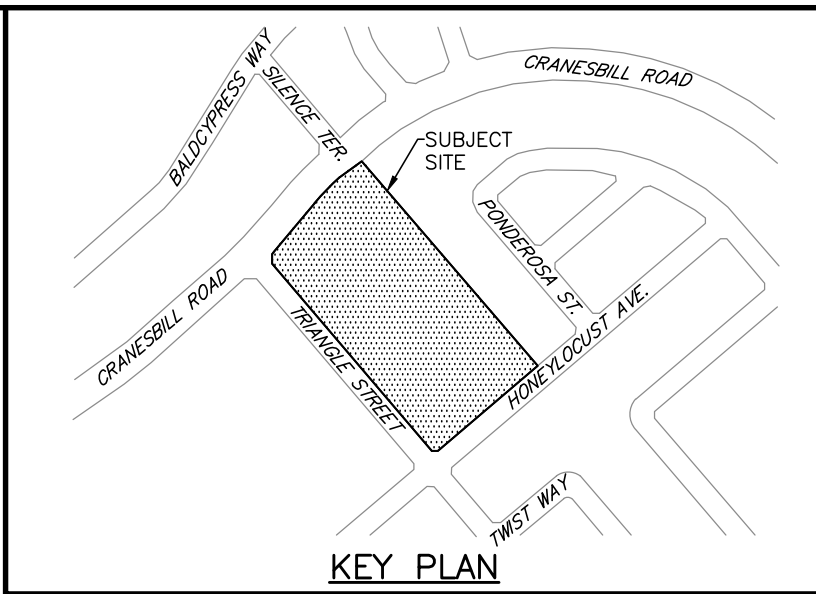 BALDCYPRESS WAY
SILENCE TER.
CRANESBILL ROAD
SUBJECT
SITE
PONDEROSA ST.
CRANESBILL ROAD
TRIANGLE STREET
HONEYLOCUST AVE.
TWIST WAY
KEY PLAN